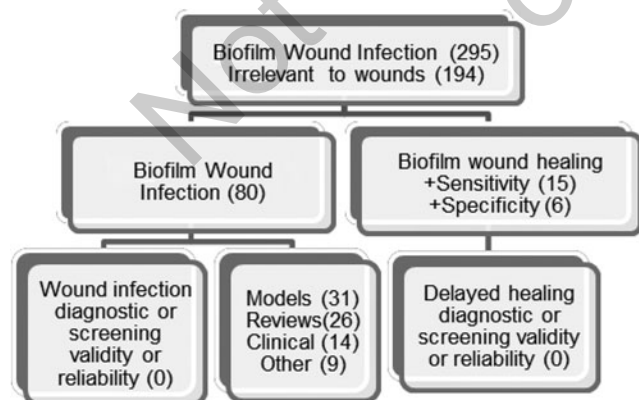 Biofilm Wound Infection (295)
Irrelevant to wounds (194)
Biofilm Wound
Infection (80)
Biofilm wound healing
+Sensitivity (15)
+Specificity (6)
Wound infection
diagnostic or
screening
validity or
reliability (0)
Models (31)
Reviews(26)
Clinical (14)
Other (9)
Delayed healing
diagnostic or
screening validity
or reliability (0)
Not